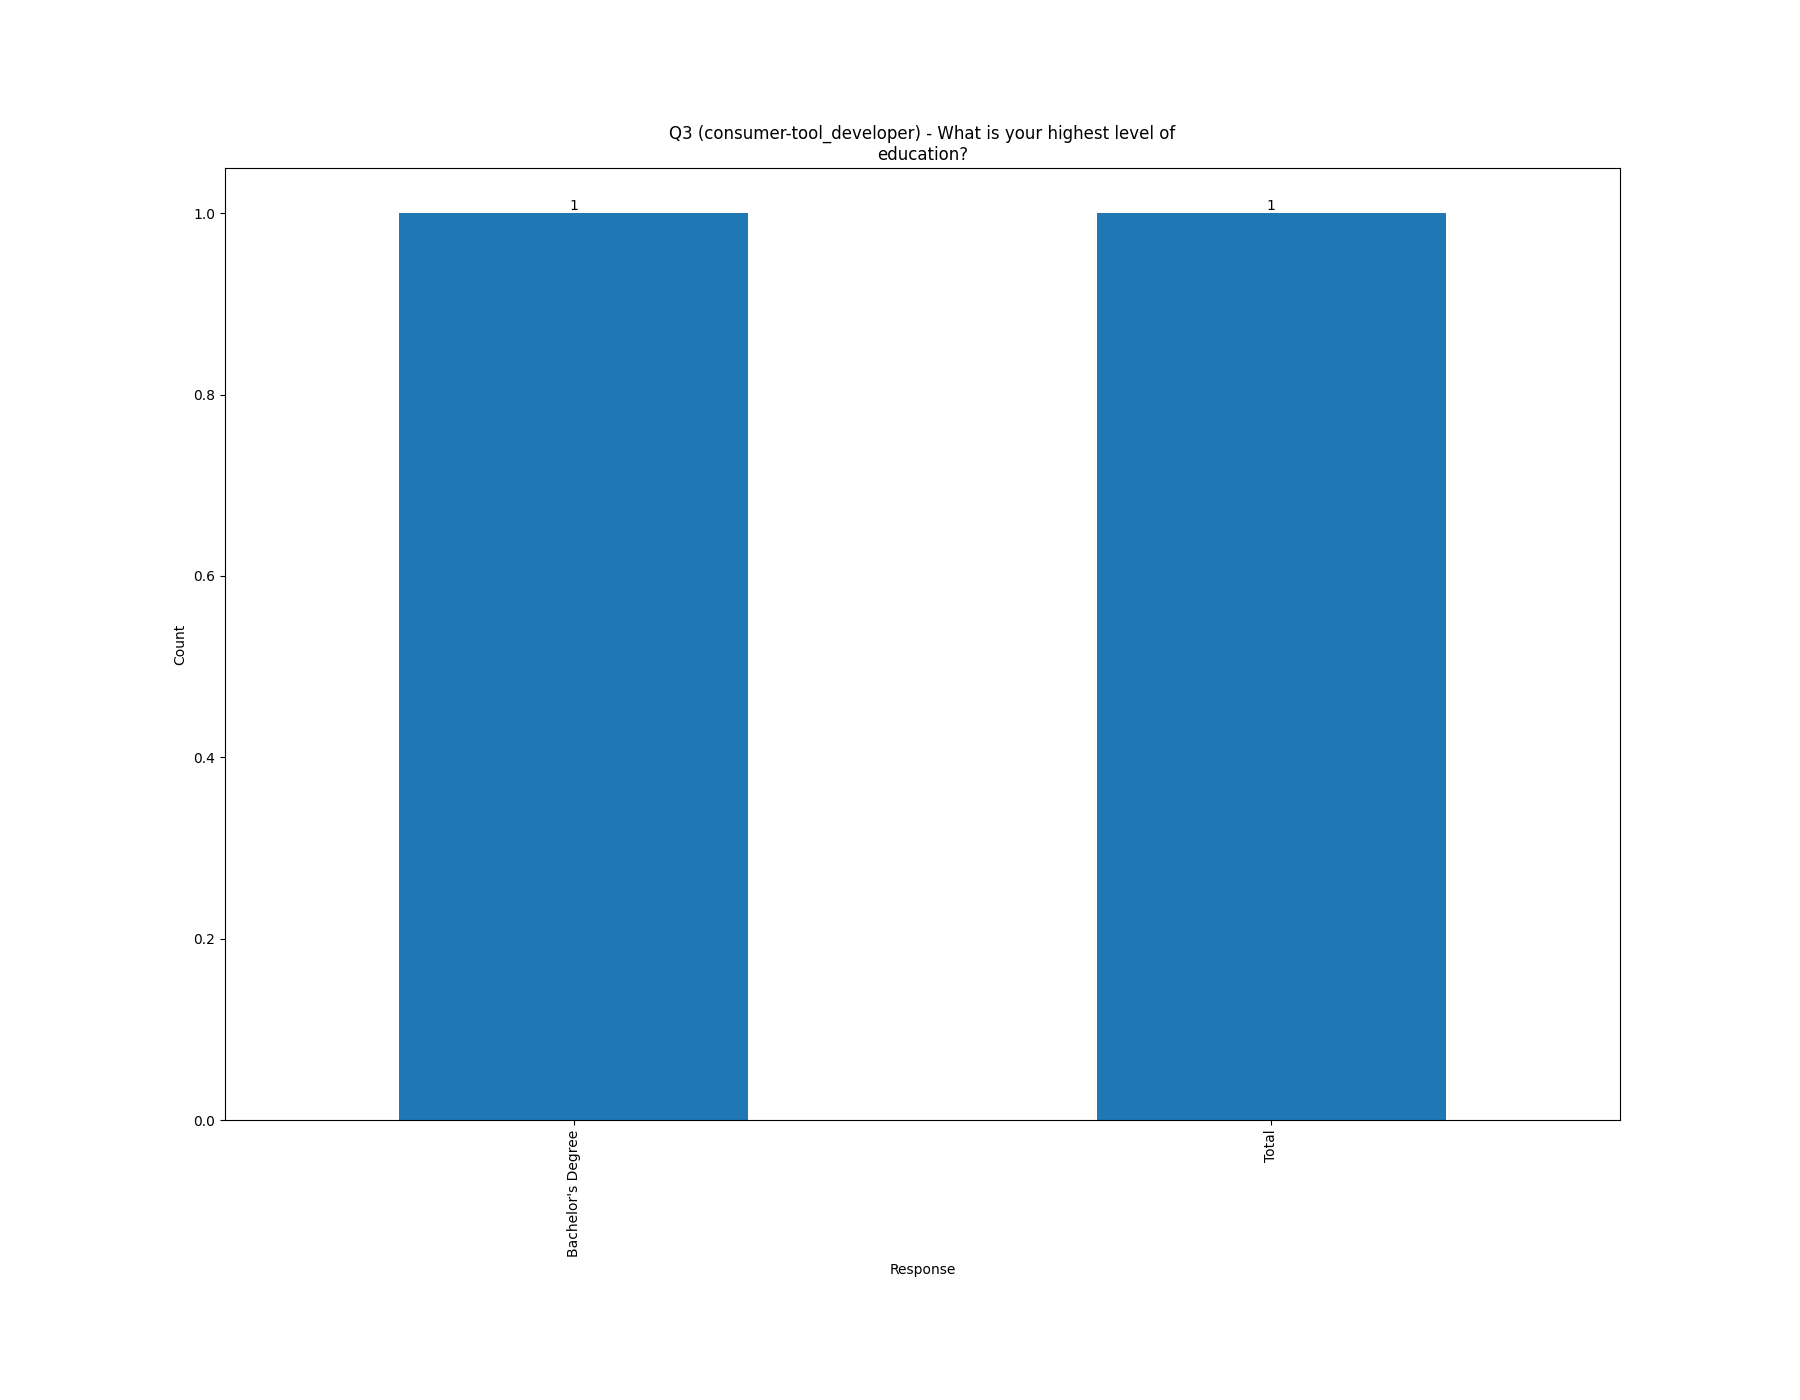 Q3 (consumer-tool_developer) - What is your highest level of
education?
1
1
1.0
0.8
0.6
0.4
0.2
0.0
Count
Bachelor's Degree
Total
Response